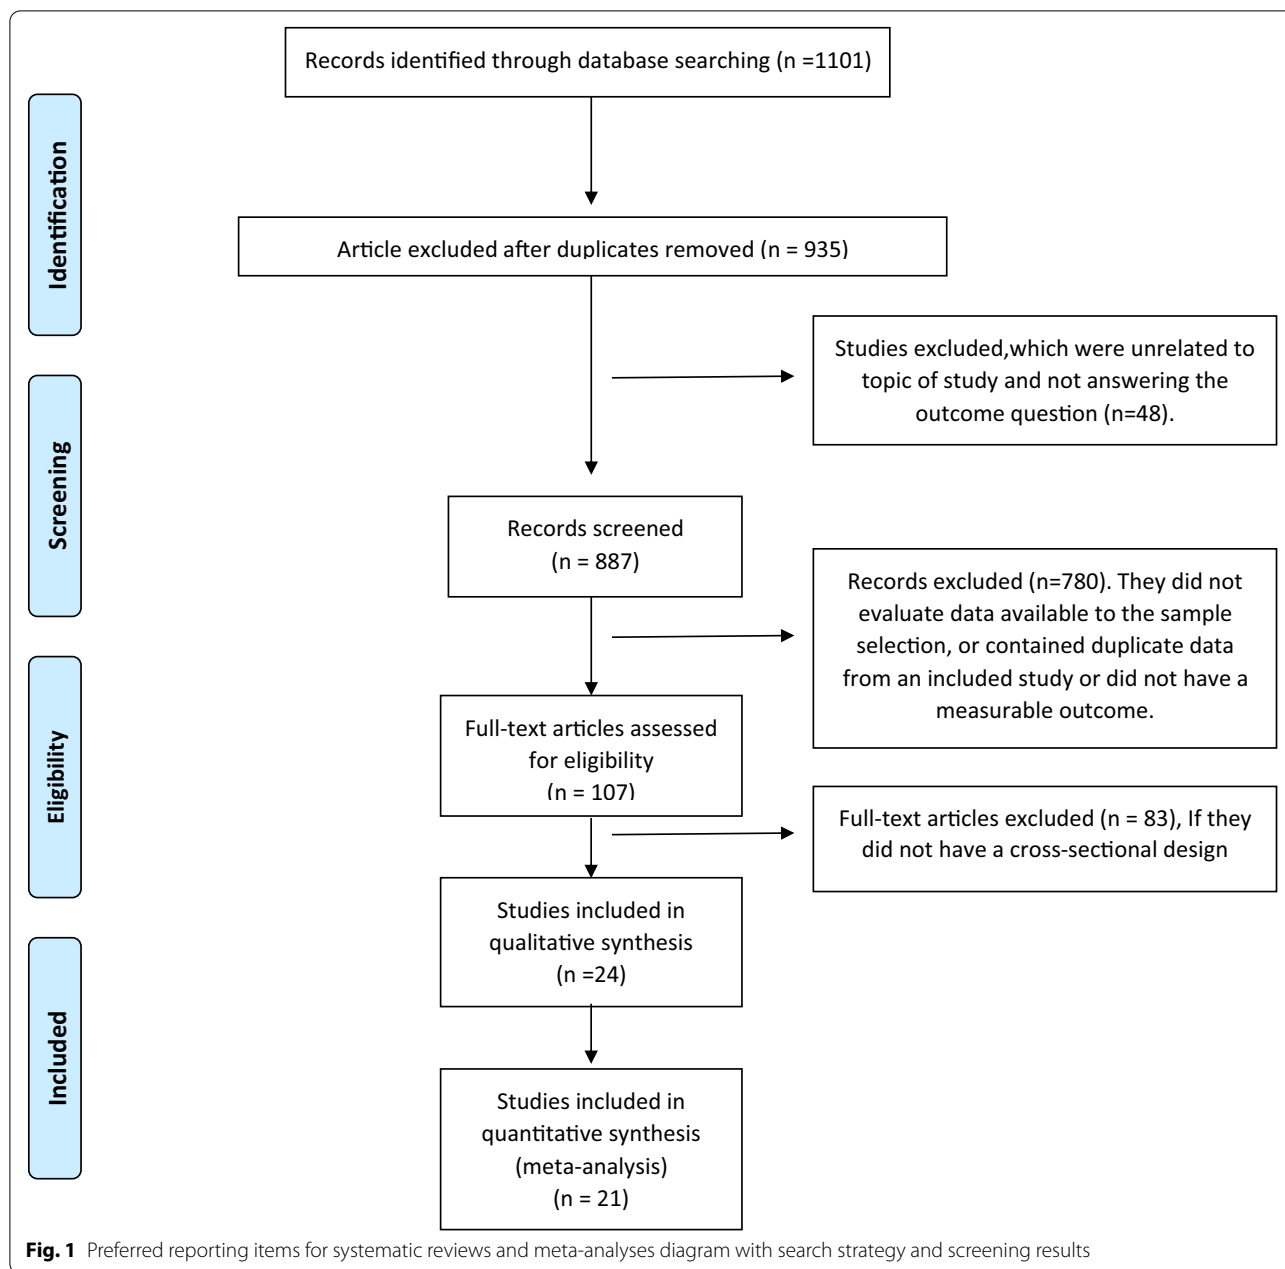 Records identified through database searching (n =1101)
Identification
Article excluded after duplicates removed (n = 935)
Studies excluded,which were unrelated to
topic of study and not answering the
outcome question (n=48).
Screening
Records screened
(n = 887)
Records excluded (n=780). They did not
evaluate data available to the sample
selection, or contained duplicate data
from an included study or did not have a
measurable outcome.
Eligibility
Full-text articles assessed
for eligibility
(n = 107)
Full-text articles excluded (n = 83), If they
did not have a cross-sectional design
Studies included in
qualitative synthesis
(n =24)
Included
Studies included in
quantitative synthesis
(meta-analysis)
(n = 21)
Fig. 1 Preferred reporting items for systematic reviews and meta-analyses diagram with search strategy and screening results